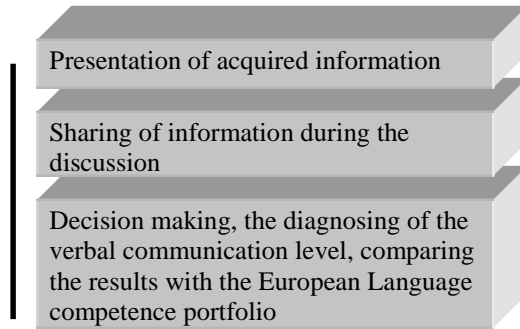 Presentation of acquired information
Sharing of information during the
discussion
Decision making, the diagnosing of the
verbal communication level, comparing
the results with the European Language
competence portfolio